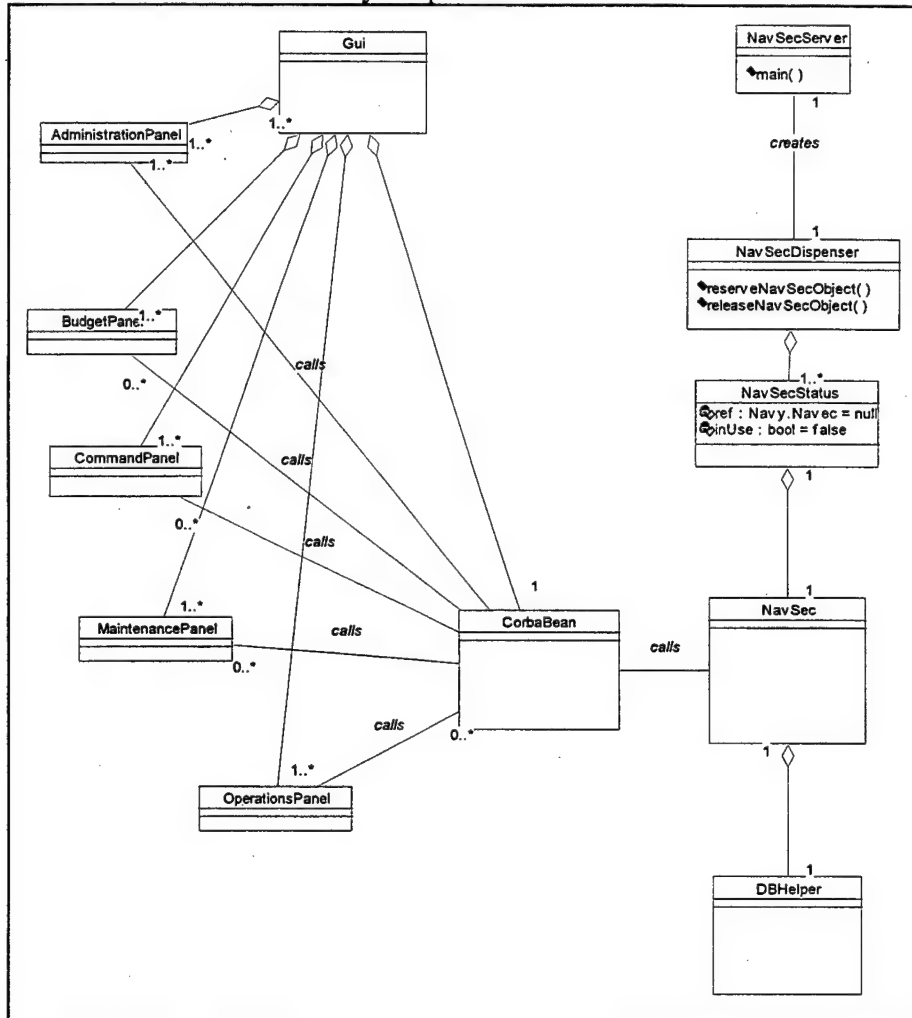 Gui
NavSecServer
main( )
1
1..*
AdministrationPanel
1..*
1..*
creates
1
NavSecDispenser
reserveNavSecObject( )
releaseNavSecObject( )
BudgetPanel
1..*
calls
0..*
1..*
NavSecStatus
ref : Navy.Navec = null
inUse : bool = false
1..*
CommandPanel
calls
1
0..*
calls
1..*
1
1
MaintenancePanel
calls
CorbaBean
NavSec
0..*
calls
calls
0..*
1
1..*
OperationsPanel
1
DBHelper